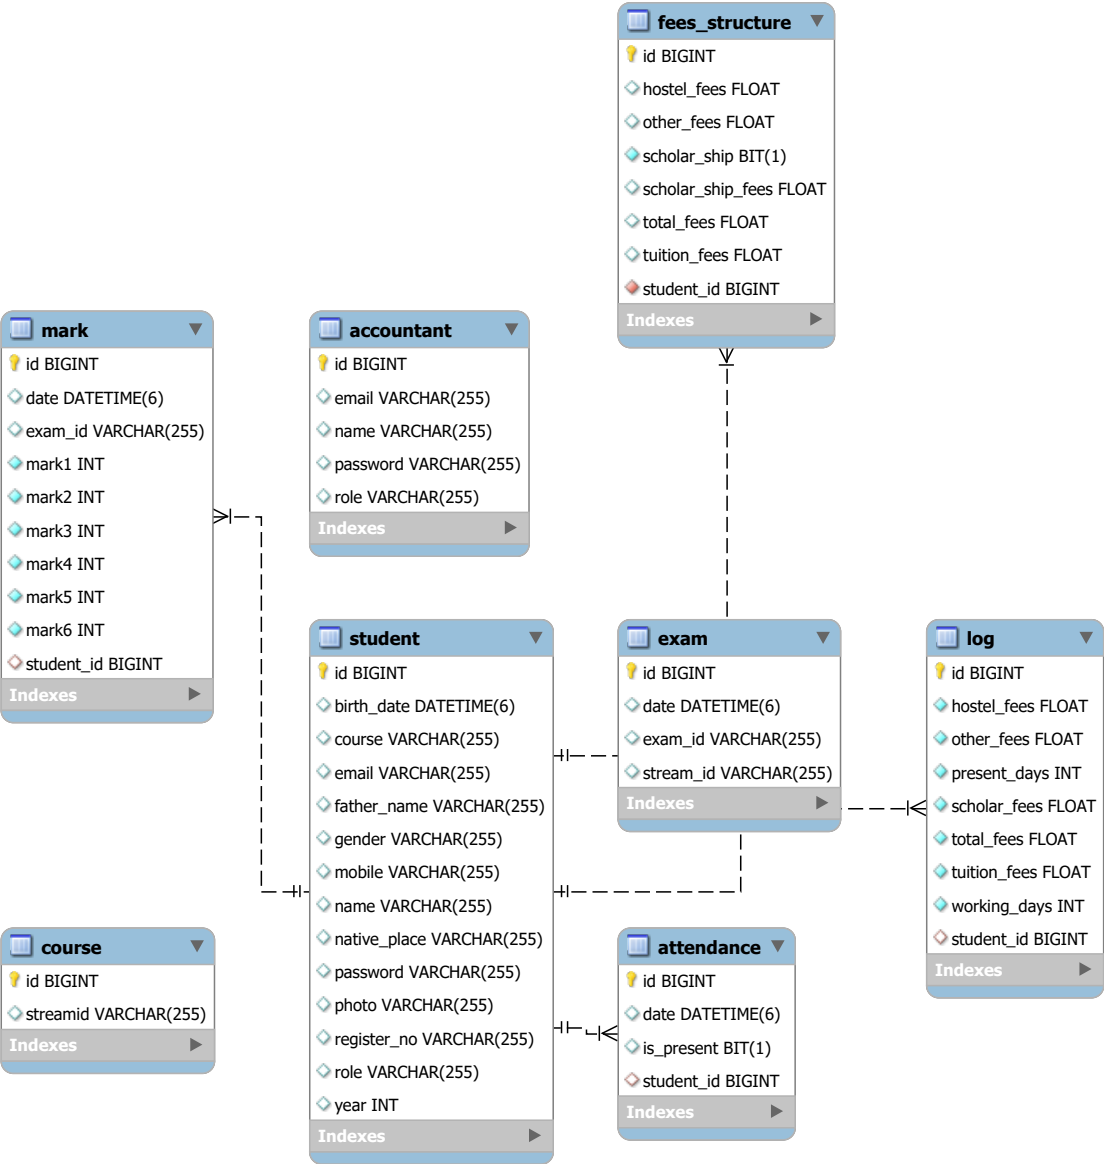 fees_structure
id BIGINT
hostel_fees FLOAT
other_fees FLOAT
scholar_ship BIT(1)
scholar_ship_fees FLOAT
total_fees FLOAT
tuition_fees FLOAT
student_id BIGINT
Indexes
mark
id BIGINT
date DATETIME(6)
exam_id VARCHAR(255)
mark1 INT
mark2 INT
mark3 INT
mark4 INT
mark5 INT
mark6 INT
student_id BIGINT
Indexes
accountant
id BIGINT
email VARCHAR(255)
name VARCHAR(255)
password VARCHAR(255)
role VARCHAR(255)
Indexes
student
id BIGINT
birth_date DATETIME(6)
course VARCHAR(255)
email VARCHAR(255)
father_name VARCHAR(255)
gender VARCHAR(255)
mobile VARCHAR(255)
name VARCHAR(255)
native_place VARCHAR(255)
password VARCHAR(255)
photo VARCHAR(255)
register_no VARCHAR(255)
role VARCHAR(255)
year INT
Indexes
exam
id BIGINT
date DATETIME(6)
exam_id VARCHAR(255)
stream_id VARCHAR(255)
Indexes
log
id BIGINT
hostel_fees FLOAT
other_fees FLOAT
present_days INT
scholar_fees FLOAT
total_fees FLOAT
tuition_fees FLOAT
working_days INT
student_id BIGINT
Indexes
course
id BIGINT
streamid VARCHAR(255)
Indexes
attendance
id BIGINT
date DATETIME(6)
is_present BIT(1)
student_id BIGINT
Indexes